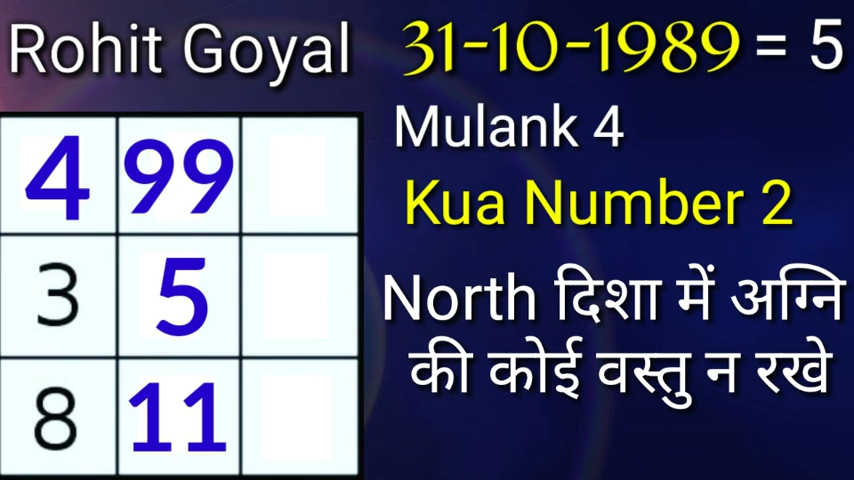 Rohit Goyal 31-10-1989 = 5
Mulank 4
Kua Number 2
North दिशा में अग्नि
की कोई वस्तु न रखे
4 99
3 5
8 11